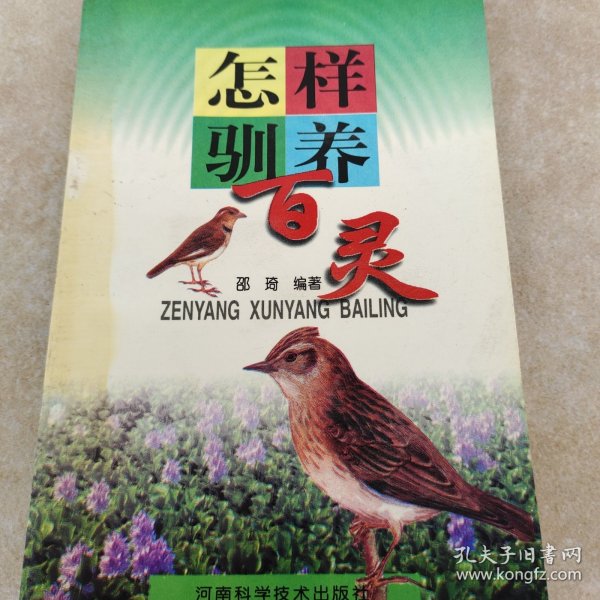 怎样
驯养
百灵
邵琦 编著
ZENYANG XUNYANG BAILING
河南科学技术出版社
孔夫子旧书网
www.kongfz.com